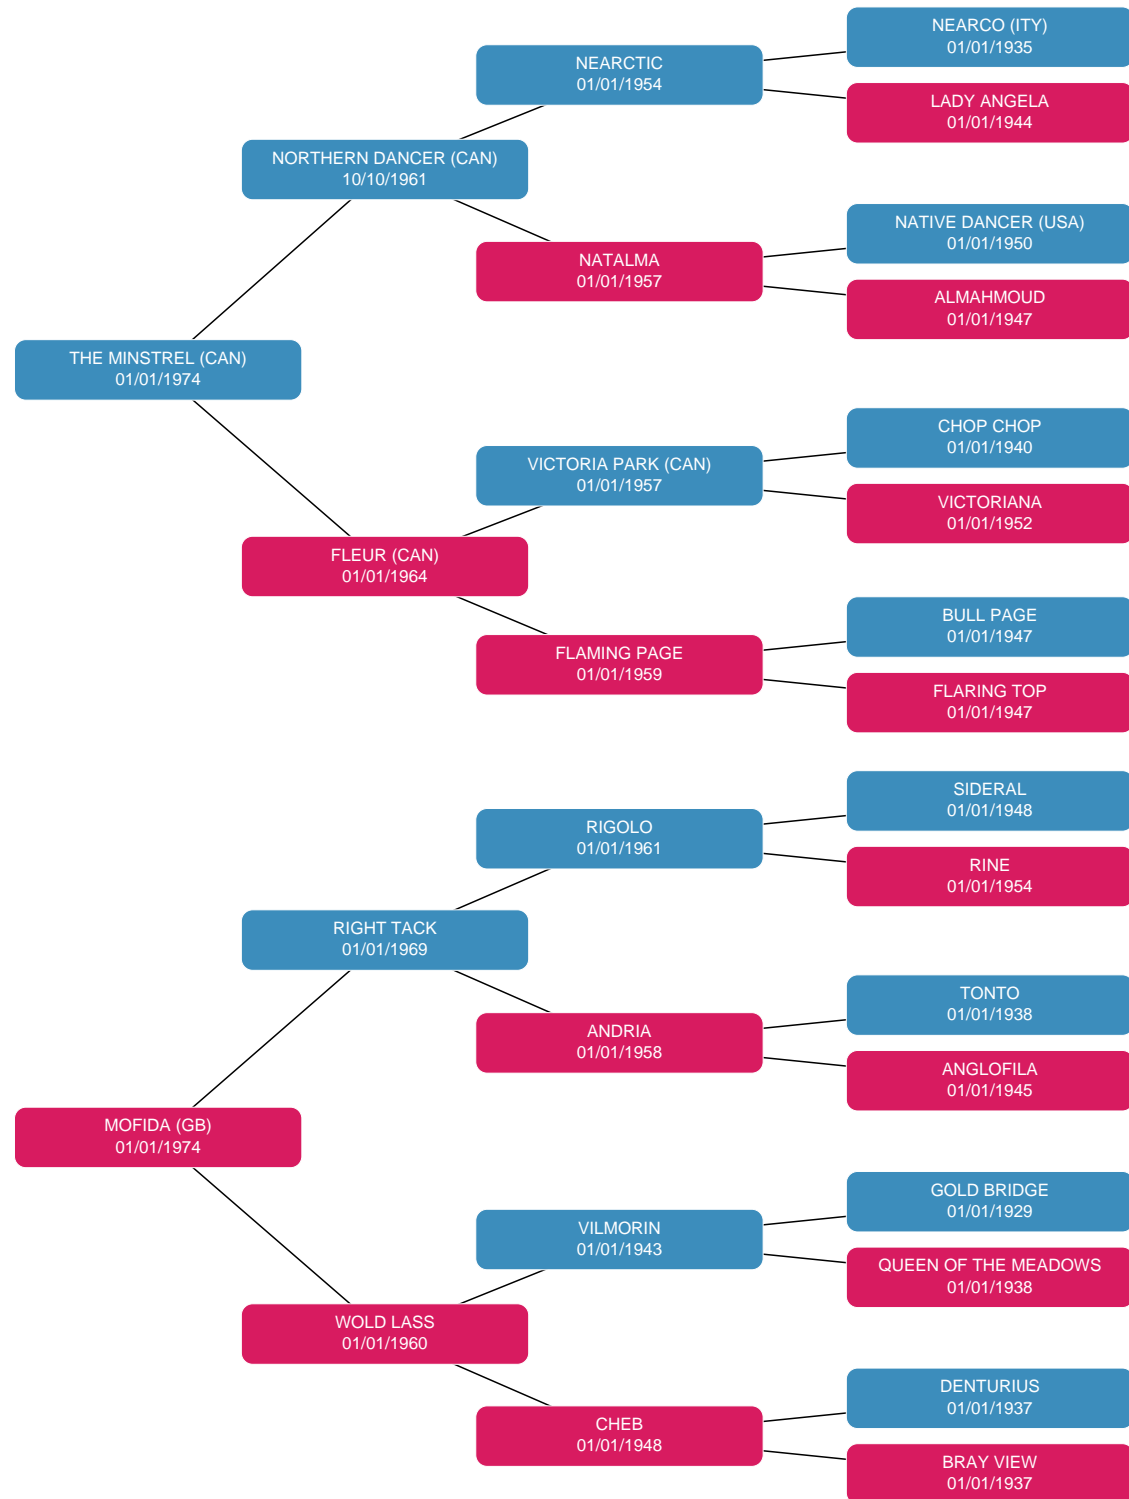 NEARCO (ITY)
01/01/1935
NEARCTIC
01/01/1954
LADY ANGELA
01/01/1944
NORTHERN DANCER (CAN)
10/10/1961
NATIVE DANCER (USA)
01/01/1950
NATALMA
01/01/1957
ALMAHMOUD
01/01/1947
THE MINSTREL (CAN)
01/01/1974
CHOP CHOP
01/01/1940
VICTORIA PARK (CAN)
01/01/1957
VICTORIANA
01/01/1952
FLEUR (CAN)
01/01/1964
BULL PAGE
01/01/1947
FLAMING PAGE
01/01/1959
FLARING TOP
01/01/1947
SIDERAL
01/01/1948
RIGOLO
01/01/1961
RINE
01/01/1954
RIGHT TACK
01/01/1969
TONTO
01/01/1938
ANDRIA
01/01/1958
ANGLOFILA
01/01/1945
MOFIDA (GB)
01/01/1974
GOLD BRIDGE
01/01/1929
VILMORIN
01/01/1943
QUEEN OF THE MEADOWS
01/01/1938
WOLD LASS
01/01/1960
DENTURIUS
01/01/1937
CHEB
01/01/1948
BRAY VIEW
01/01/1937